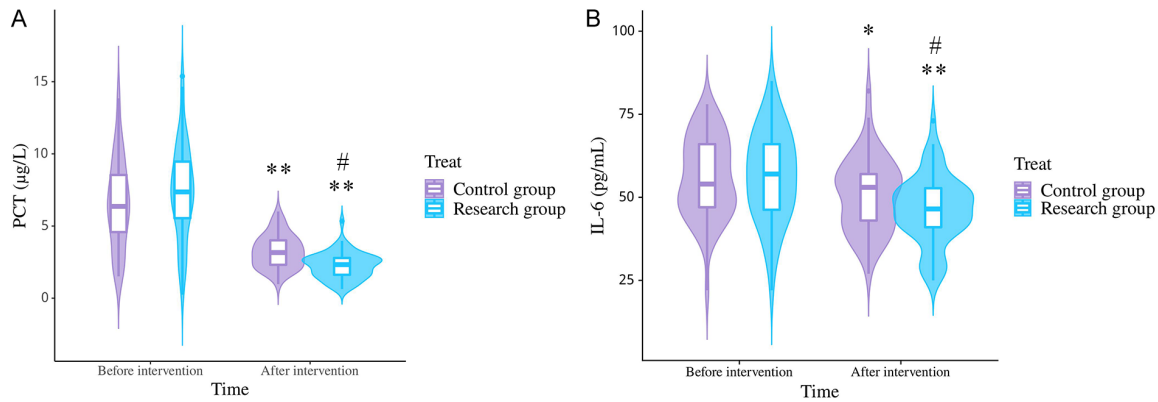 A
PCT (µg/L)
15
10
5
0
**
#
**
Before intervention
After intervention
Time
Treat
Control group
Research group
B
IL-6 (pg/mL)
100
75
50
25
*
#
**
Before intervention
After intervention
Time
Treat
Control group
Research group